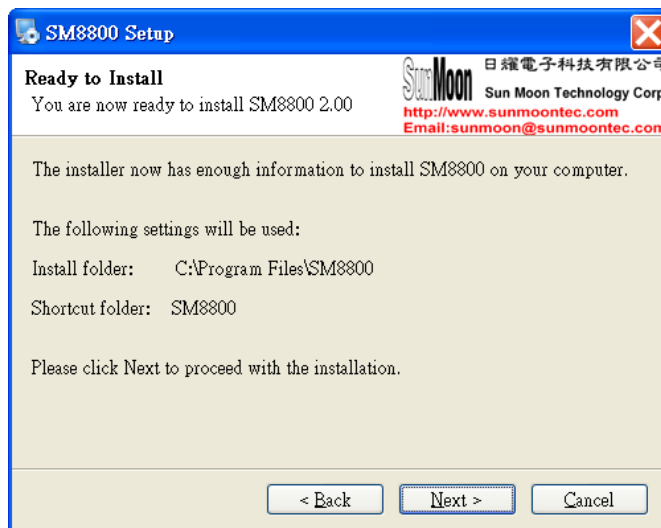 SM8800 Setup
Ready to Install
You are now ready to install SM8800 2.00
SunMoon
日耀電子科技有限公司
Sun Moon Technology Corp
http://www.sunmoontec.com
Email:sunmoon@sunmoontec.com
The installer now has enough information to install SM8800 on your computer.
The following settings will be used:
Install folder: C:\Program Files\SM8800
Shortcut folder: SM8800
Please click Next to proceed with the installation.
< Back Next > Cancel